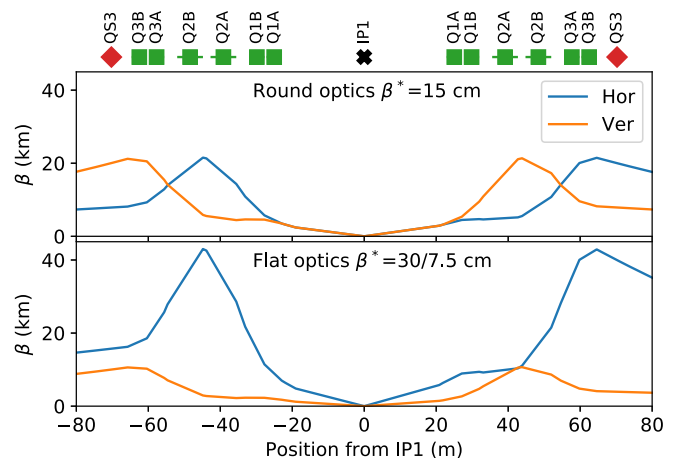 QS3 Q3B Q3A Q2B Q2A Q1B Q1A IP1 Q1A Q1B Q2A Q2B Q3A Q3B QS3
Round optics β*=15 cm
Hor
Ver
β (km)
20
0
Flat optics β*=30/7.5 cm
β (km)
40
20
0
−80 −60 −40 −20 0 20 40 60 80
Position from IP1 (m)